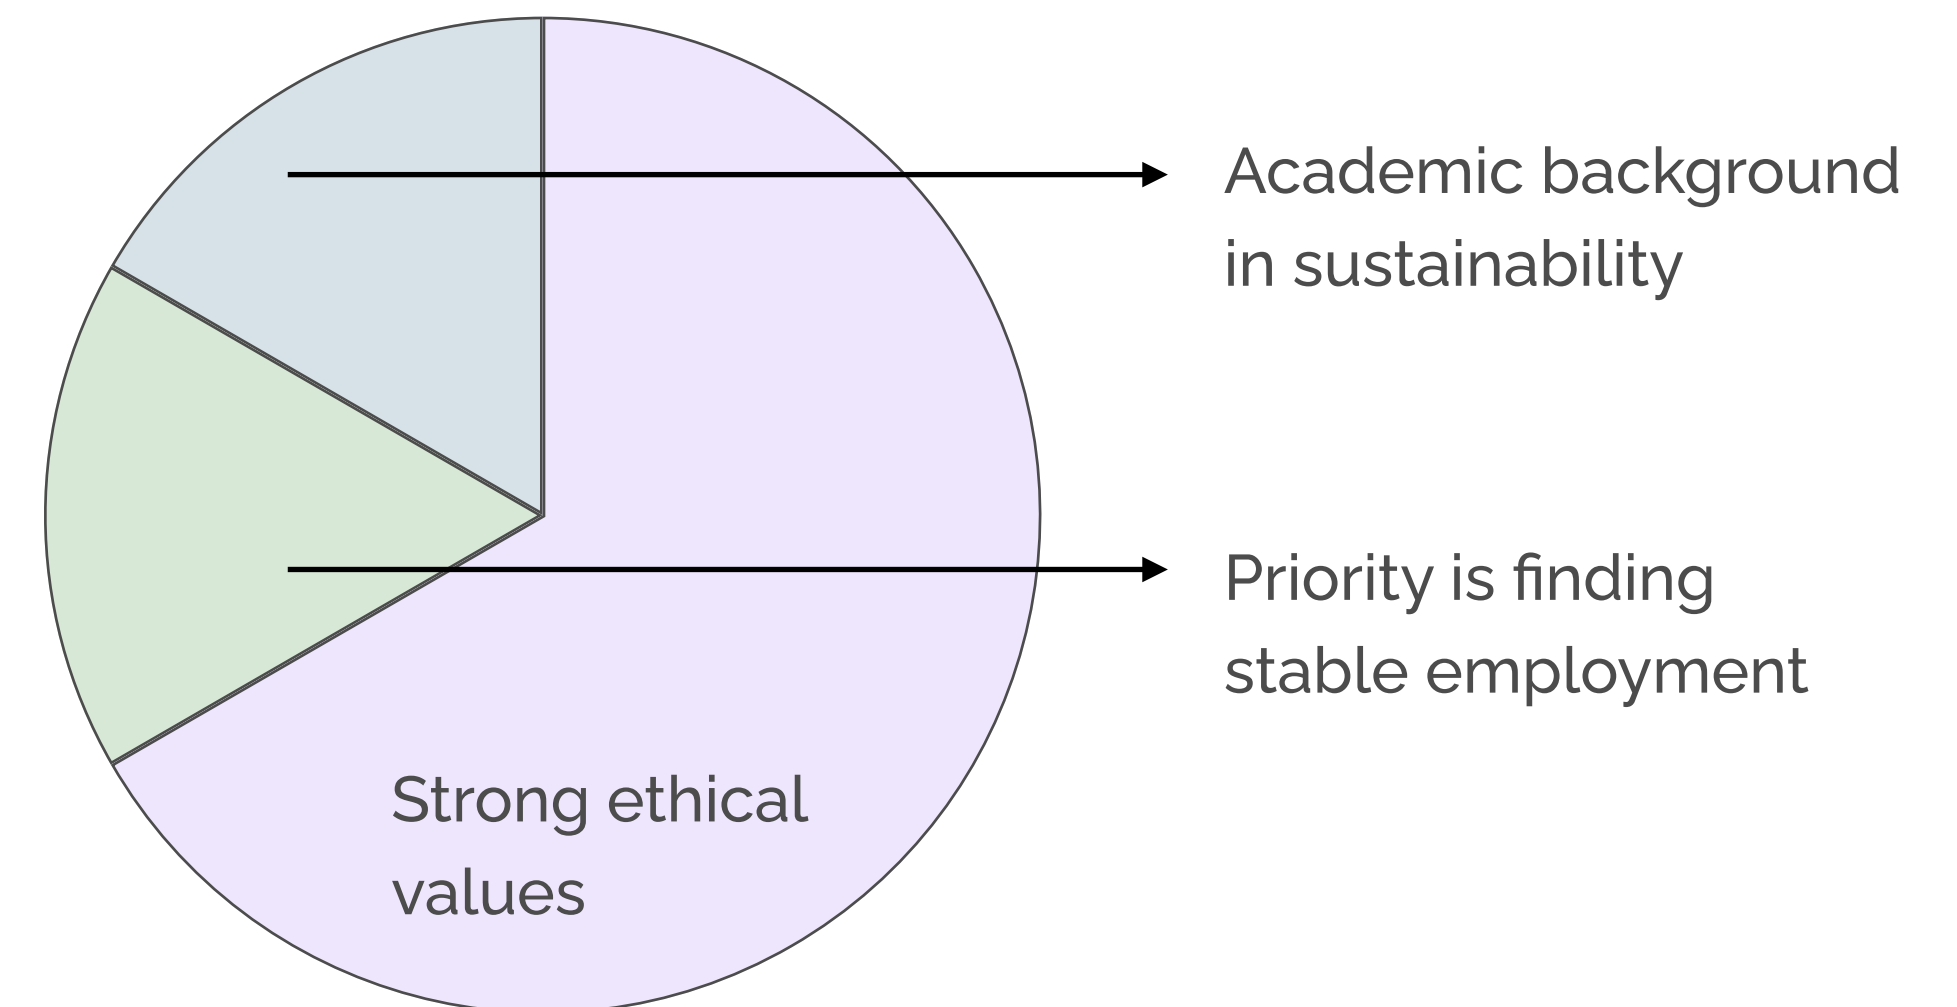 Academic background
in sustainability
Priority is finding
stable employment
Strong ethical
values